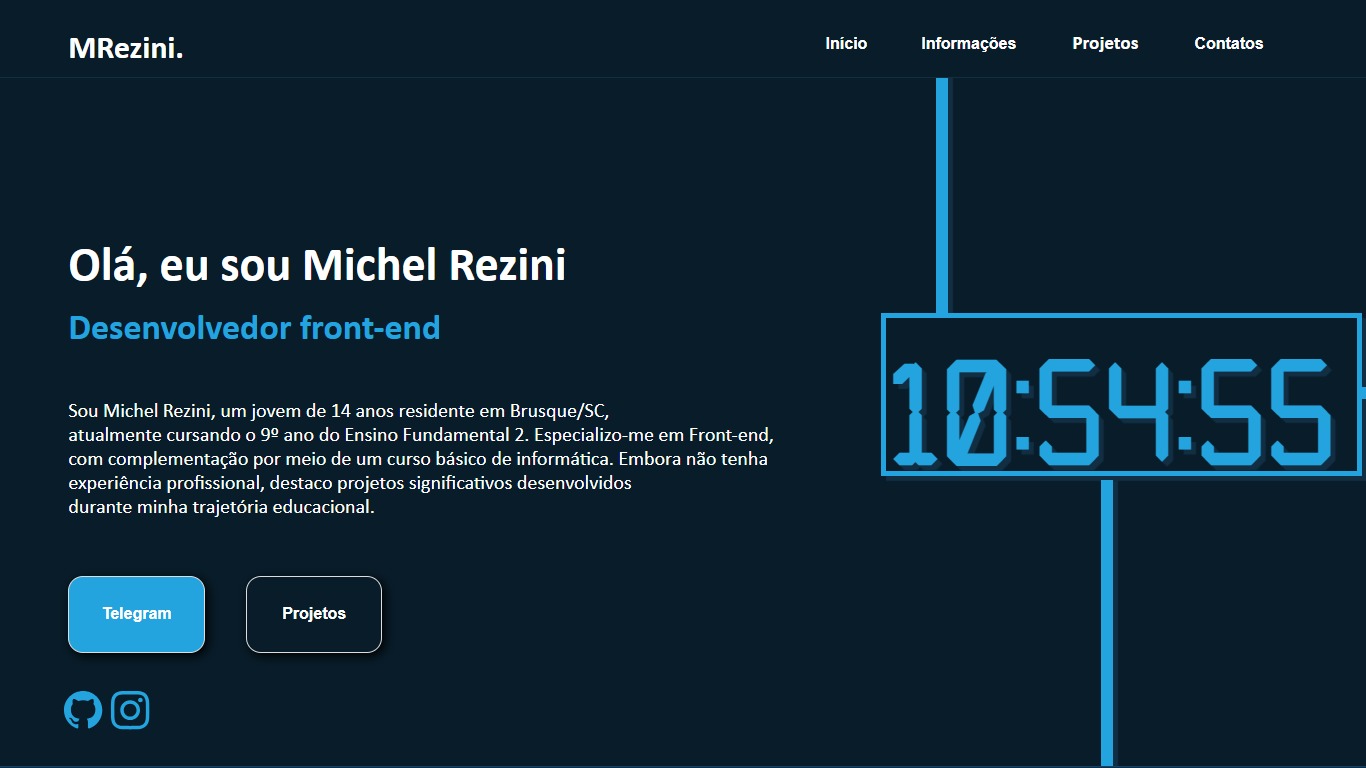 MRezini.
Início Informações Projetos Contatos
Olá, eu sou Michel Rezini
Desenvolvedor front-end
Sou Michel Rezini, um jovem de 14 anos residente em Brusque/SC,
atualmente cursando o 9º ano do Ensino Fundamental 2. Especializo-me em Front-end,
com complementação por meio de um curso básico de informática. Embora não tenha
experiência profissional, destaco projetos significativos desenvolvidos
durante minha trajetória educacional.
10:54:55
Telegram Projetos